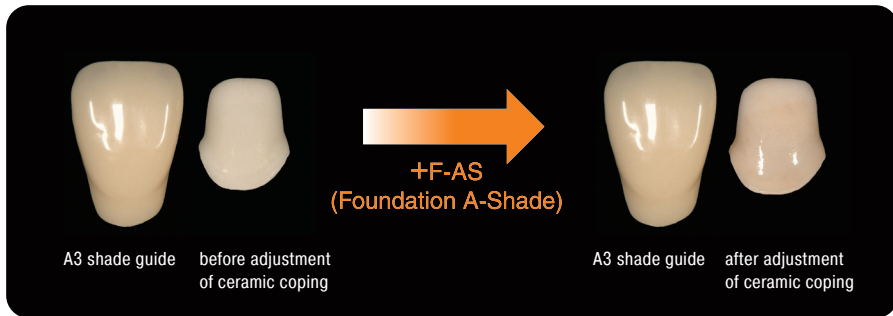 +F-AS
(Foundation A-Shade)
A3 shade guide
before adjustment
of ceramic coping
A3 shade guide
after adjustment
of ceramic coping